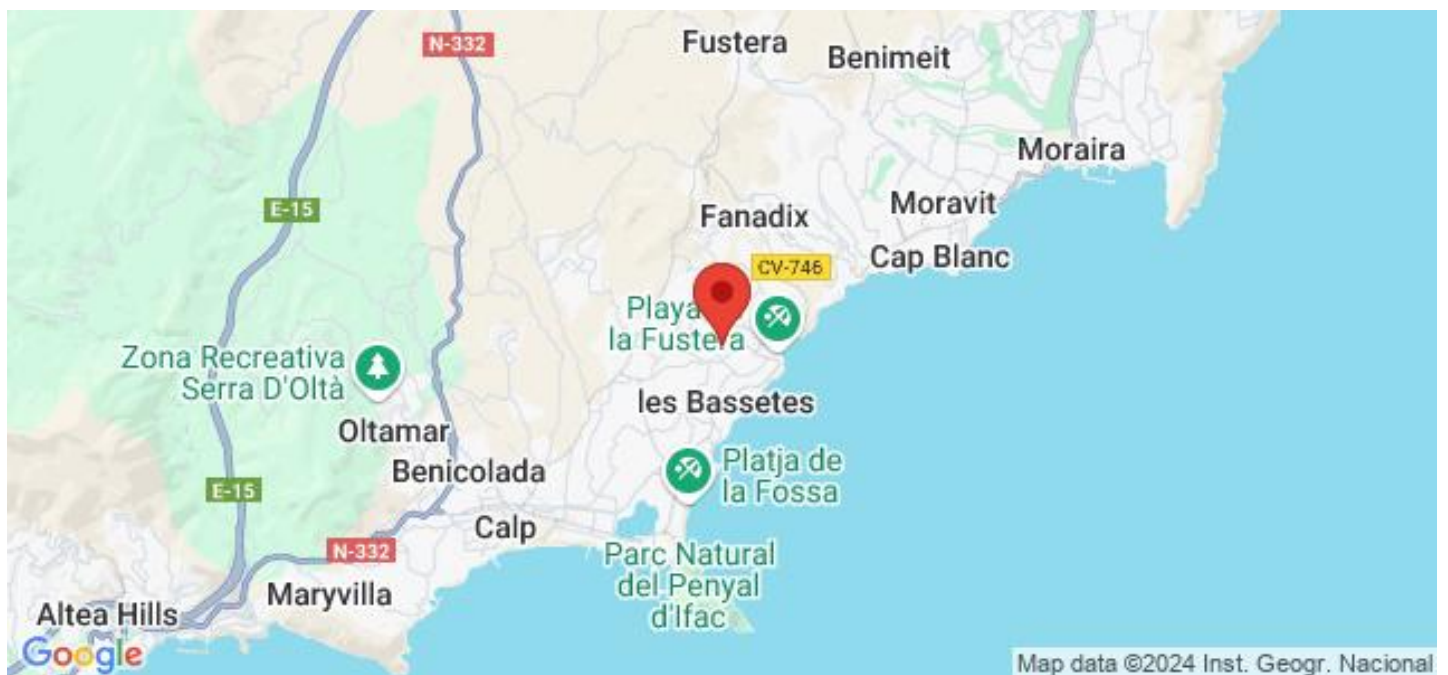 N-332
Fustera
Benimeit
Moraira
E-15
Fanadix
Moravit
CV-746
Cap Blanc
Playa
la Fustera
Zona Recreativa
Serra D'Oltà
les Bassetes
Oltamar
Benicolada
Platja de
la Fossa
E-15
Calp
N-332
Parc Natural
del Penyal
d'Ifac
Maryvilla
Altea Hills
Google
Map data ©2024 Inst. Geogr. Nacional